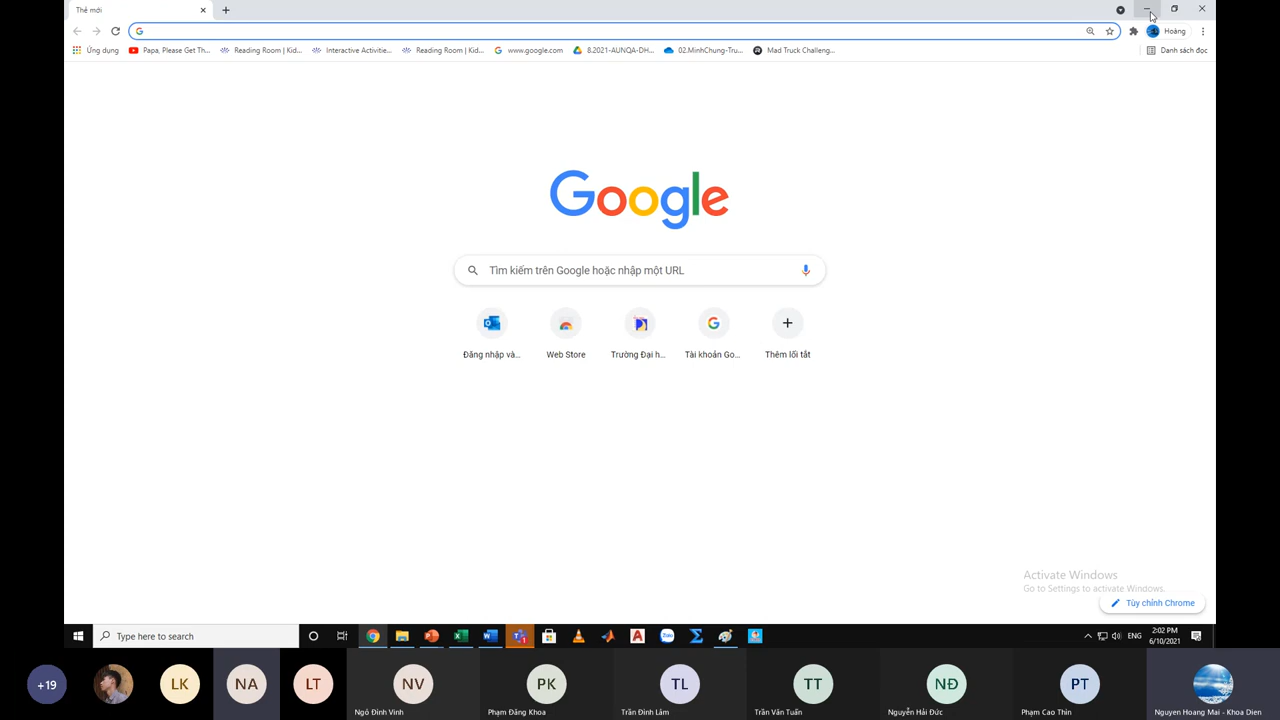 Thẻ mới
Ứng dụng
Papa, Please Get Th...
Reading Room | Kid...
Interactive Activitie...
Reading Room | Kid...
www.google.com
8.2021-AUNQA-DH...
02.MinhChung-Tru...
Mad Truck Challeng...
Hoàng
Danh sách đọc
Google
Tìm kiếm trên Google hoặc nhập một URL
Đăng nhập và...
Web Store
Trường Đại h...
Tài khoản Go...
Thêm lối tắt
Activate Windows
Go to Settings to activate Windows.
Tùy chỉnh Chrome
Type here to search
ENG
2:02 PM
6/10/2021
+19
LK
NA
LT
NV
PK
TL
TT
NĐ
PT
Ngô Đình Vinh
Phạm Đăng Khoa
Trần Đình Lâm
Trần Văn Tuấn
Nguyễn Hải Đức
Phạm Cao Thìn
Nguyen Hoang Mai - Khoa Dien